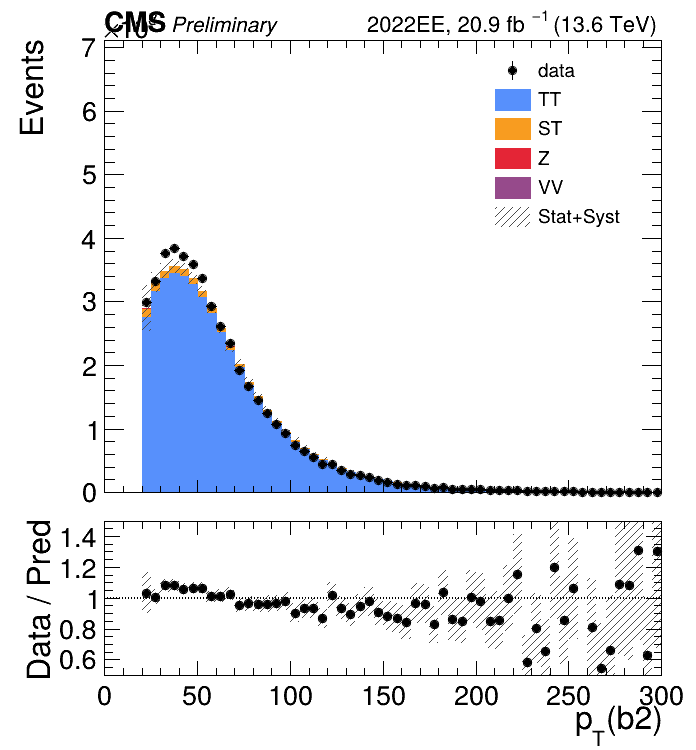 CMS Preliminary 2022EE, 20.9 fb⁻¹ (13.6 TeV)
Events
7
6
5
4
3
2
1
0
data
TT
ST
Z
VV
Stat+Syst
Data / Pred
1.4
1.2
1
0.8
0.6
0 50 100 150 200 250 300
p_T(b2)